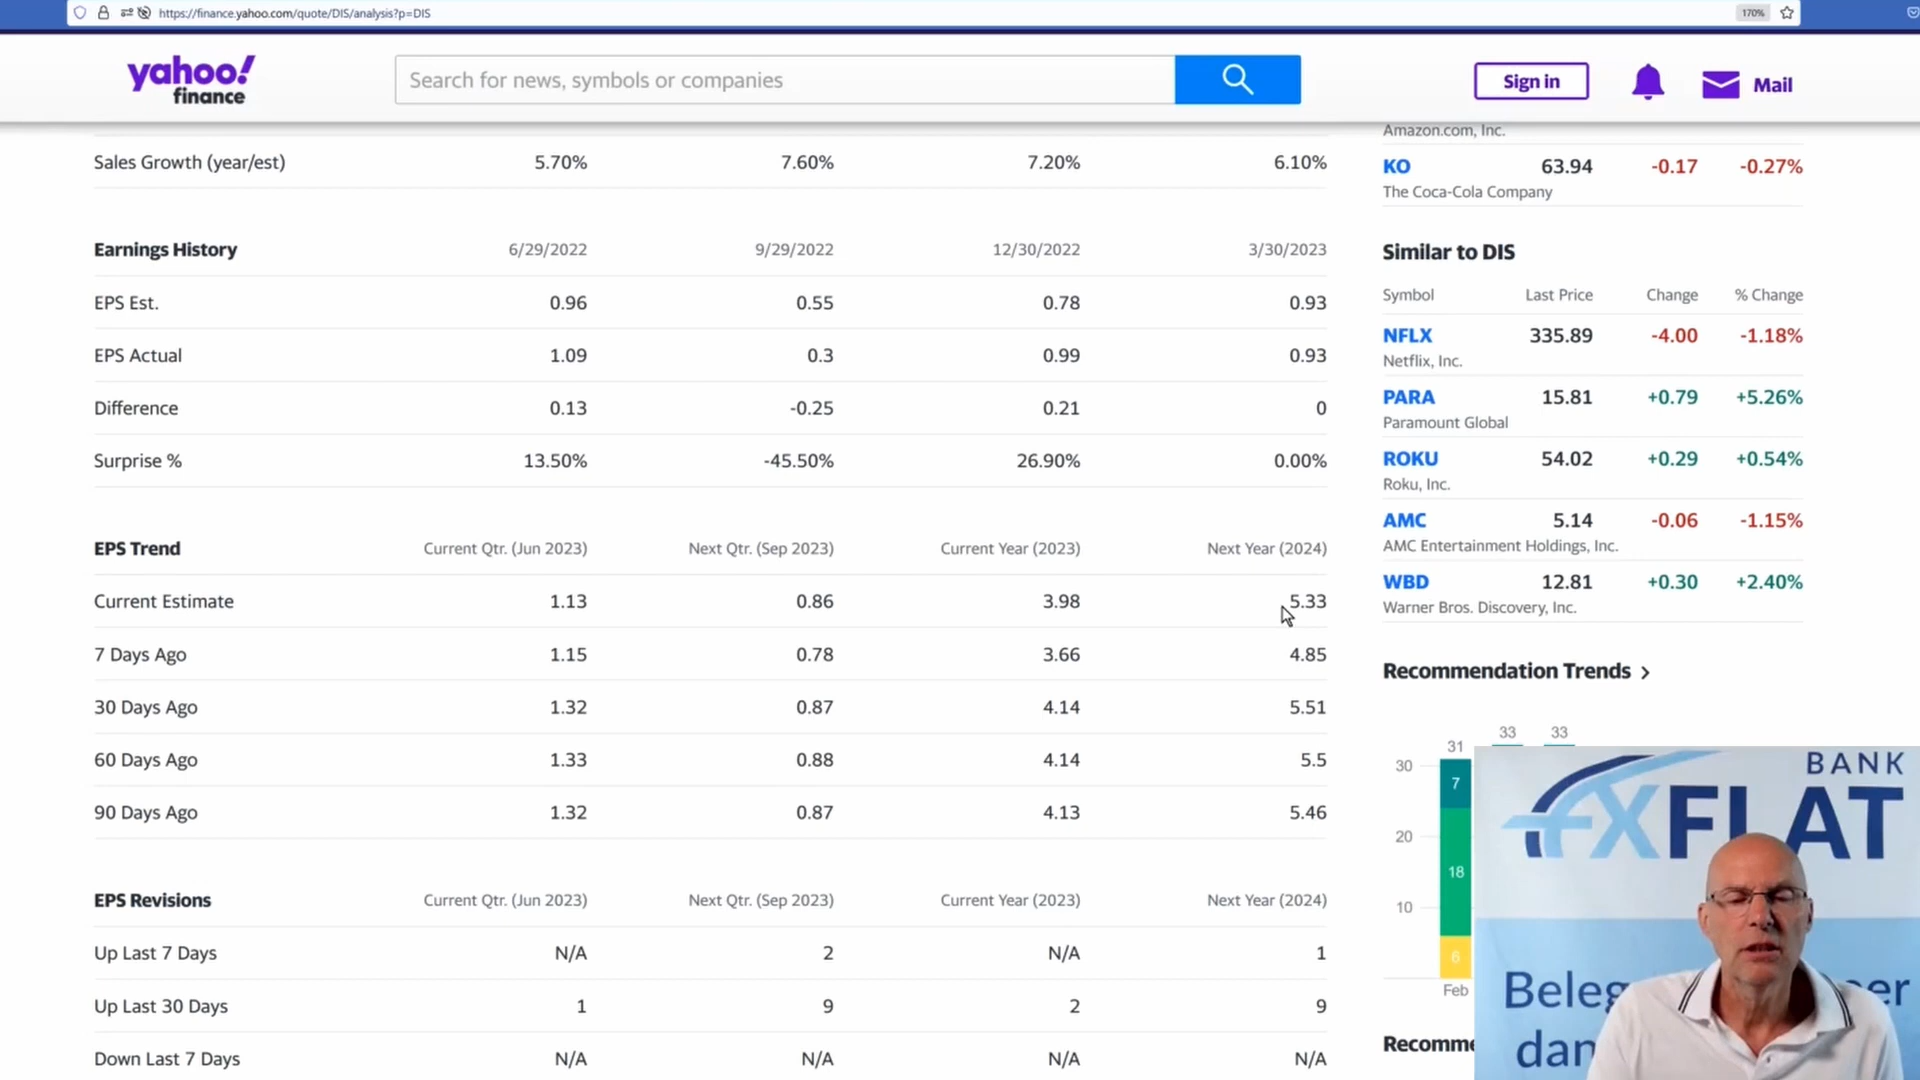 https://finance.yahoo.com/quote/DIS/analysis?p=DIS
170%
yahoo!
finance
Search for news, symbols or companies
Sign in
Mail
Sales Growth (year/est) 5.70% 7.60% 7.20% 6.10%
Earnings History 6/29/2022 9/29/2022 12/30/2022 3/30/2023
EPS Est. 0.96 0.55 0.78 0.93
EPS Actual 1.09 0.3 0.99 0.93
Difference 0.13 -0.25 0.21 0
Surprise % 13.50% -45.50% 26.90% 0.00%
EPS Trend Current Qtr. (Jun 2023) Next Qtr. (Sep 2023) Current Year (2023) Next Year (2024)
Current Estimate 1.13 0.86 3.98 5.33
7 Days Ago 1.15 0.78 3.66 4.85
30 Days Ago 1.32 0.87 4.14 5.51
60 Days Ago 1.33 0.88 4.14 5.5
90 Days Ago 1.32 0.87 4.13 5.46
EPS Revisions Current Qtr. (Jun 2023) Next Qtr. (Sep 2023) Current Year (2023) Next Year (2024)
Up Last 7 Days N/A 2 N/A 1
Up Last 30 Days 1 9 2 9
Down Last 7 Days N/A N/A N/A N/A
Amazon.com, Inc.
KO 63.94 -0.17 -0.27%
The Coca-Cola Company
Similar to DIS
Symbol Last Price Change % Change
NFLX 335.89 -4.00 -1.18%
Netflix, Inc.
PARA 15.81 +0.79 +5.26%
Paramount Global
ROKU 54.02 +0.29 +0.54%
Roku, Inc.
AMC 5.14 -0.06 -1.15%
AMC Entertainment Holdings, Inc.
WBD 12.81 +0.30 +2.40%
Warner Bros. Discovery, Inc.
Recommendation Trends >
31 33 33
30
7
20
18
10
6
Feb
Recomme
BANK
FXFLAT